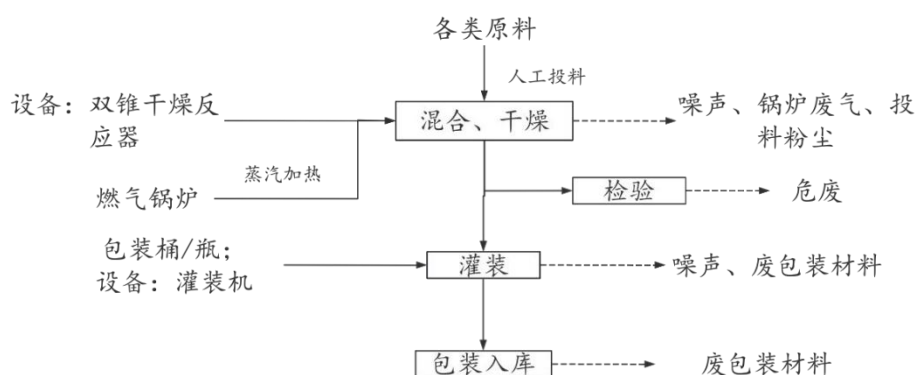 各类原料
人工投料
设备：双锥干燥反
应器
混合、干燥
噪声、锅炉废气、投
料粉尘
蒸汽加热
燃气锅炉
检验
危废
包装桶/瓶；
设备：灌装机
灌装
噪声、废包装材料
包装入库
废包装材料